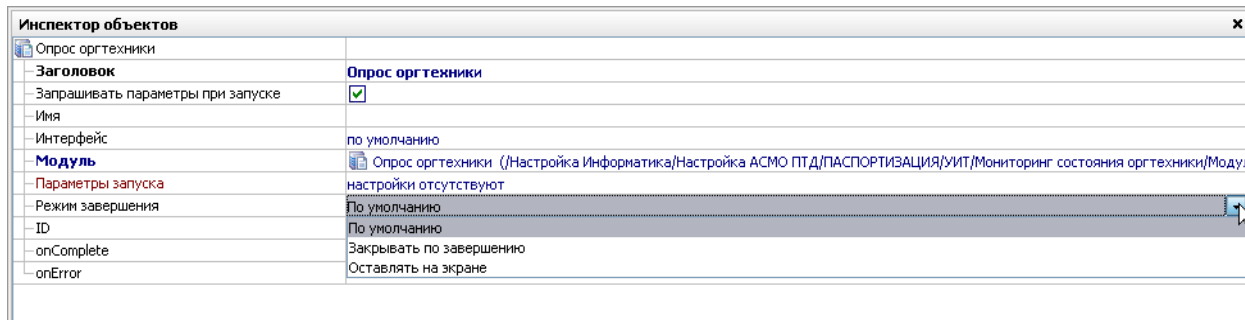 Инспектор объектов
Опрос оргтехники
Заголовок Опрос оргтехники
Запрашивать параметры при запуске
Имя
Интерфейс по умолчанию
Модуль Опрос оргтехники (/Настройка Информатика/Настройка АСМО ПТД/ПАСПОРТИЗАЦИЯ/УИТ/Мониторинг состояния оргтехники/Модул
Параметры запуска настройки отсутствуют
Режим завершения По умолчанию
ID По умолчанию
onComplete Закрывать по завершению
onError Оставлять на экране